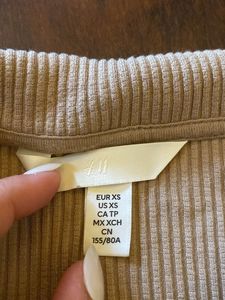 H&M
EUR XS
US XS
CA TP
MX XCH
CN
155/80A